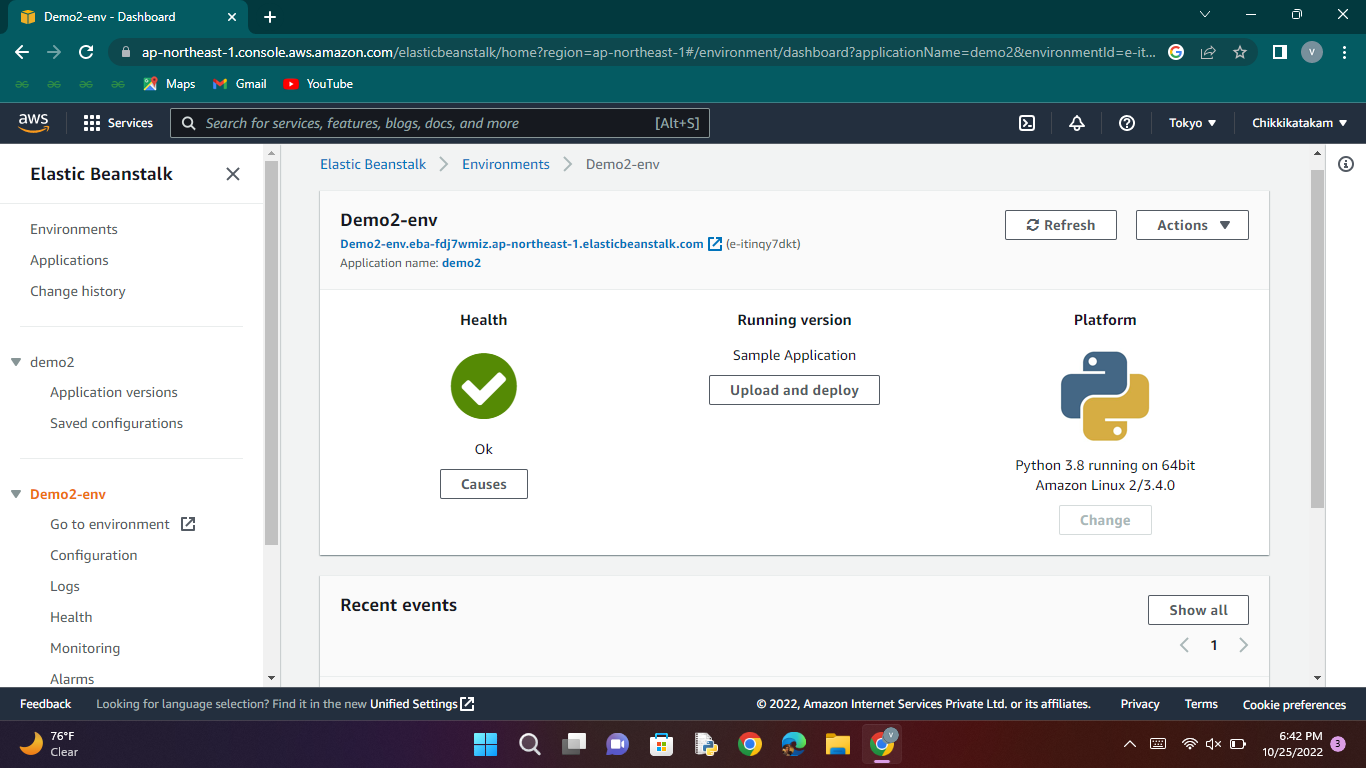 Demo2-env - Dashboard
ap-northeast-1.console.aws.amazon.com/elasticbeanstalk/home?region=ap-northeast-1#/environment/dashboard?applicationName=demo2&environmentId=e-it...
V
Maps
Gmail
YouTube
aws
Services
Search for services, features, blogs, docs, and more
[Alt+S]
Tokyo
Chikkikatakam
Elastic Beanstalk
Environments
Applications
Change history
demo2
Application versions
Saved configurations
Demo2-env
Go to environment
Configuration
Logs
Health
Monitoring
Alarms
Elastic Beanstalk
Environments
Demo2-env
Demo2-env
Demo2-env.eba-fdj7wmiz.ap-northeast-1.elasticbeanstalk.com (e-itinqy7dkt)
Application name: demo2
Refresh
Actions
Health
Ok
Causes
Running version
Sample Application
Upload and deploy
Platform
Python 3.8 running on 64bit
Amazon Linux 2/3.4.0
Change
Recent events
Show all
1
Feedback
Looking for language selection? Find it in the new Unified Settings
© 2022, Amazon Internet Services Private Ltd. or its affiliates.
Privacy
Terms
Cookie preferences
76°F
Clear
V
6:42 PM
10/25/2022
3